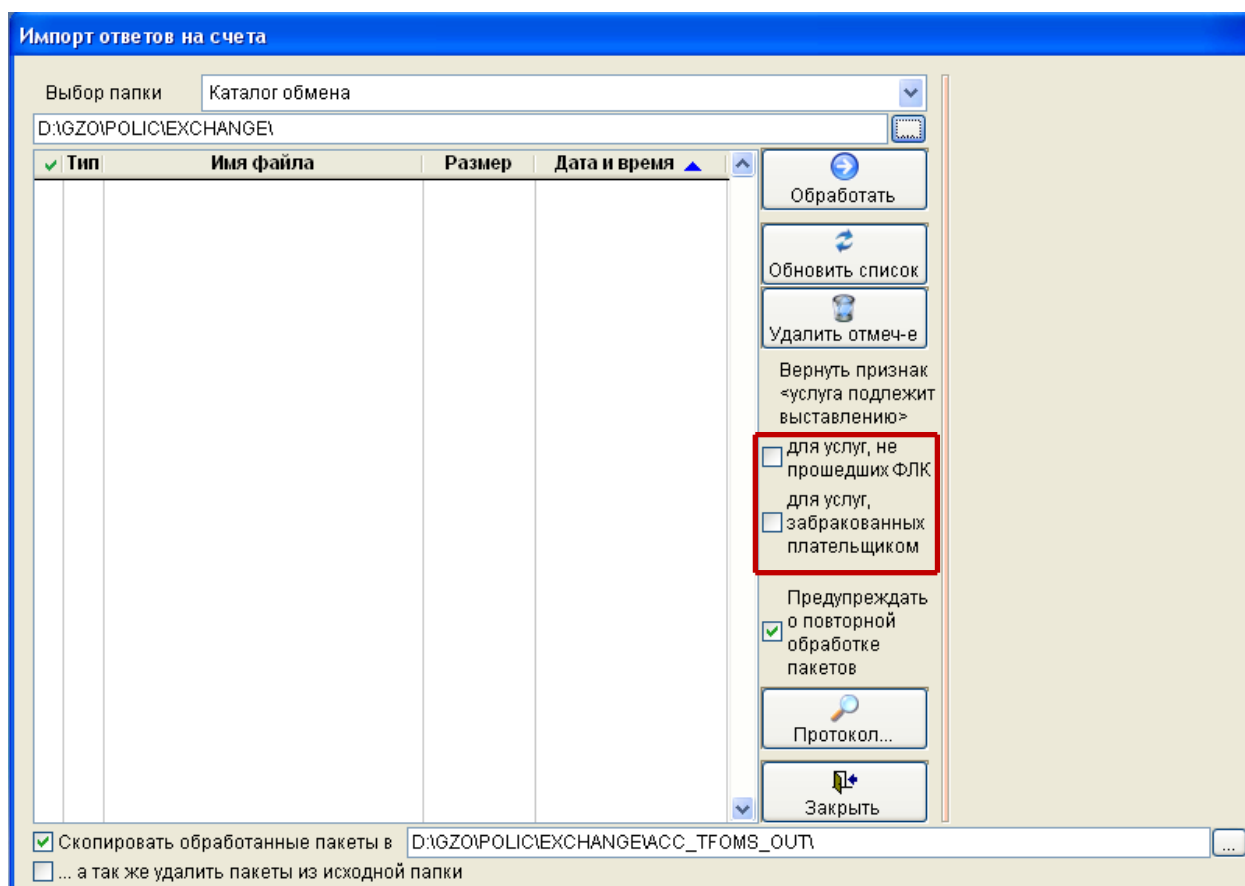 Импорт ответов на счета
Выбор папки Каталог обмена
D:\GZO\POLIC\EXCHANGE\ ...
Тип Имя файла Размер Дата и время
Обработать
Обновить список
Удалить отмеч-е
Вернуть признак
<услуга подлежит
выставлению>
для услуг, не
прошедших ФЛК
для услуг,
забракованных
плательщиком
Предупреждать
о повторной
обработке
пакетов
Протокол...
Закрыть
Скопировать обработанные пакеты в D:\GZO\POLIC\EXCHANGE\ACC_TFOMS_OUT\ ...
... а так же удалить пакеты из исходной папки